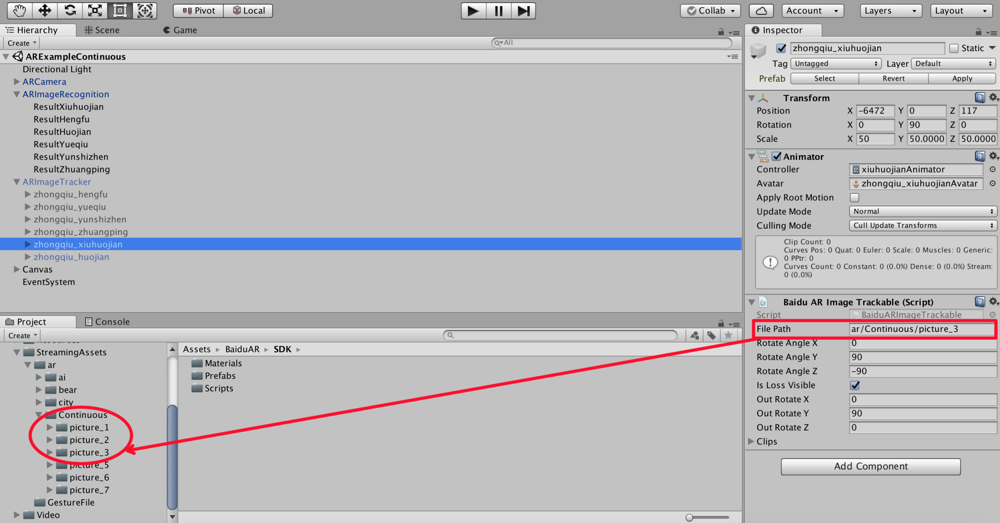 Pivot Local Collab Account Layers Layout
Hierarchy Scene Game
Create All
ARExampleContinuous
Directional Light
ARCamera
ARImageRecognition
ResultXiuhuojian
ResultHengfu
ResultHuojian
ResultYueqiu
ResultYunshizhen
ResultZhuangping
ARImageTracker
zhongqiu_hengfu
zhongqiu_yueqiu
zhongqiu_yunshizhen
zhongqiu_zhuangping
zhongqiu_xiuhuojian
zhongqiu_huojian
Canvas
EventSystem
Project Console
Create
StreamingAssets
ar
ai
bear
city
Continuous
picture_1
picture_2
picture_3
picture_5
picture_6
picture_7
GestureFile
Video
Assets BaiduAR SDK
Materials
Prefabs
Scripts
Inspector
zhongqiu_xiuhuojian Static
Tag Untagged Layer Default
Prefab Select Revert Apply
Transform
Position X -6472 Y 0 Z 117
Rotation X 0 Y 90 Z 0
Scale X 50 Y 50.0000 Z 50.0000
Animator
Controller xiuhuojianAnimator
Avatar zhongqiu_xiuhuojianAvatar
Apply Root Motion
Update Mode Normal
Culling Mode Cull Update Transforms
Clip Count: 0
Curves Pos: 0 Quat: 0 Euler: 0 Scale: 0 Muscles: 0 Generic:
0 PPtr: 0
Curves Count: 0 Constant: 0 (0.0%) Dense: 0 (0.0%) Stream:
0 (0.0%)
Baidu AR Image Trackable (Script)
Script BaiduARImageTrackable
File Path ar/Continuous/picture_3
Rotate Angle X 0
Rotate Angle Y 90
Rotate Angle Z -90
Is Loss Visible
Out Rotate X 0
Out Rotate Y 90
Out Rotate Z 0
Clips
Add Component